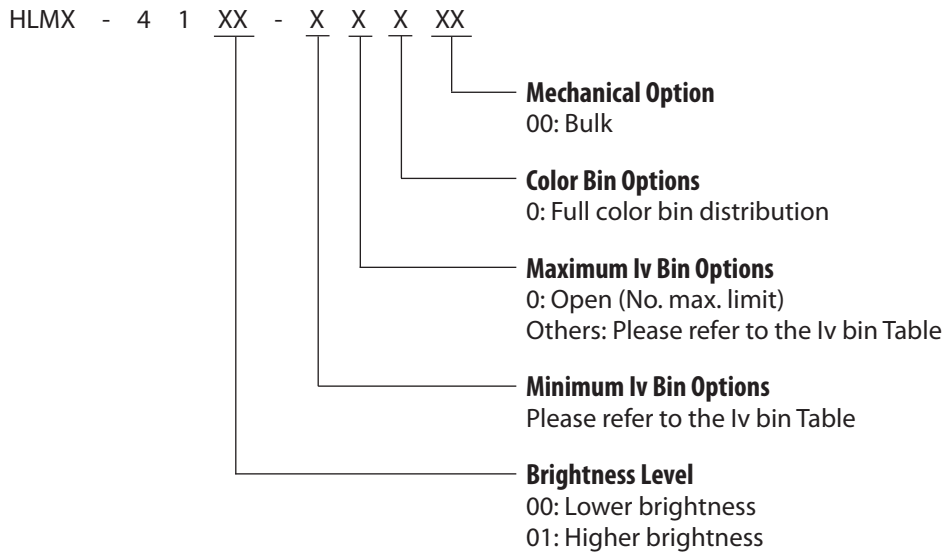 HLMX - 4 1 XX - X X X XX
Mechanical Option
00: Bulk
Color Bin Options
0: Full color bin distribution
Maximum Iv Bin Options
0: Open (No. max. limit)
Others: Please refer to the Iv bin Table
Minimum Iv Bin Options
Please refer to the Iv bin Table
Brightness Level
00: Lower brightness
01: Higher brightness